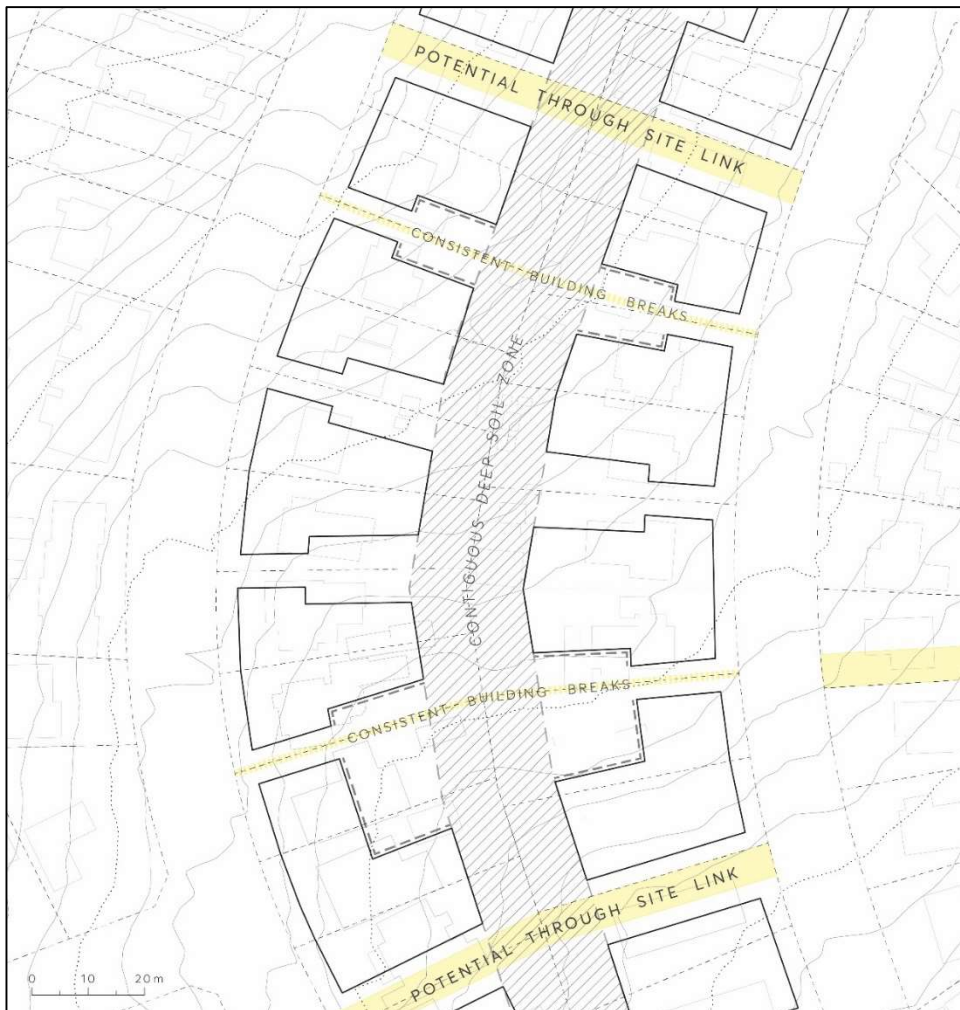 POTENTIAL THROUGH SITE LINK
CONSISTENT BUILDING BREAKS
CONTIGUOUS DEEP SOIL ZONE
CONSISTENT BUILDING BREAKS
POTENTIAL THROUGH SITE LINK
0 10 20 m